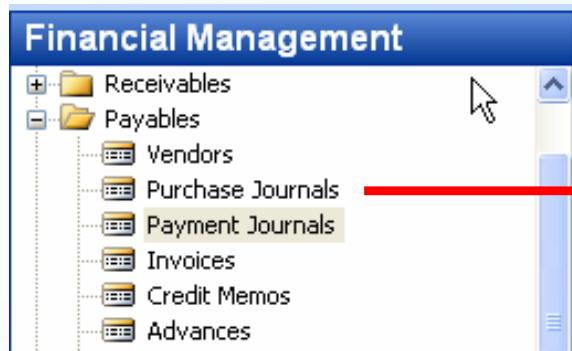 Financial Management
Receivables
Payables
Vendors
Purchase Journals
Payment Journals
Invoices
Credit Memos
Advances